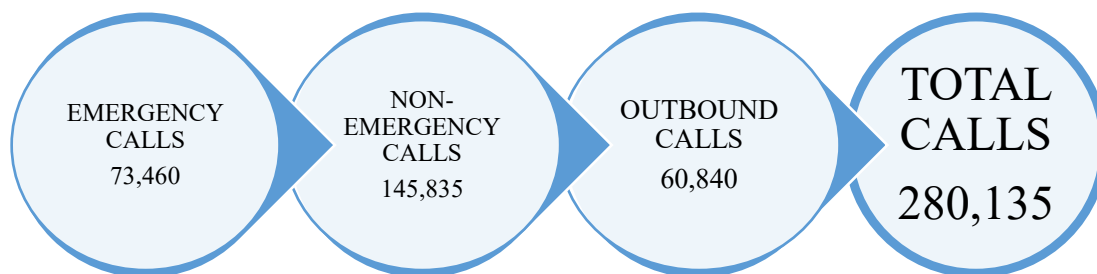 EMERGENCY
CALLS
73,460
NON-
EMERGENCY
CALLS
145,835
OUTBOUND
CALLS
60,840
TOTAL
CALLS
280,135